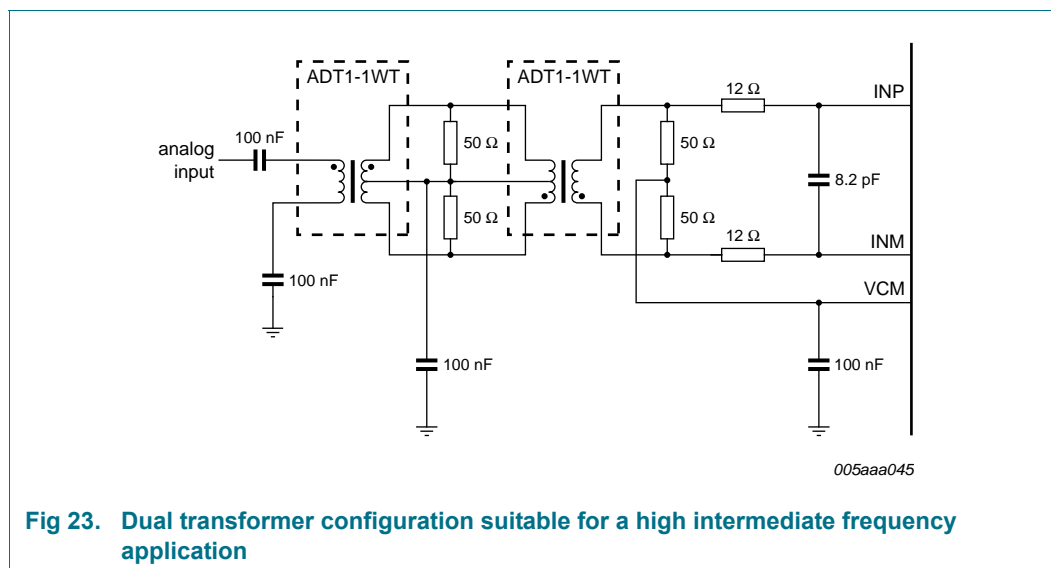 ADT1-1WT
ADT1-1WT
12 Ω
INP
100 nF
analog
input
50 Ω
50 Ω
8.2 pF
50 Ω
50 Ω
12 Ω
INM
100 nF
VCM
100 nF
100 nF
005aaa045
Fig 23. Dual transformer configuration suitable for a high intermediate frequency
application